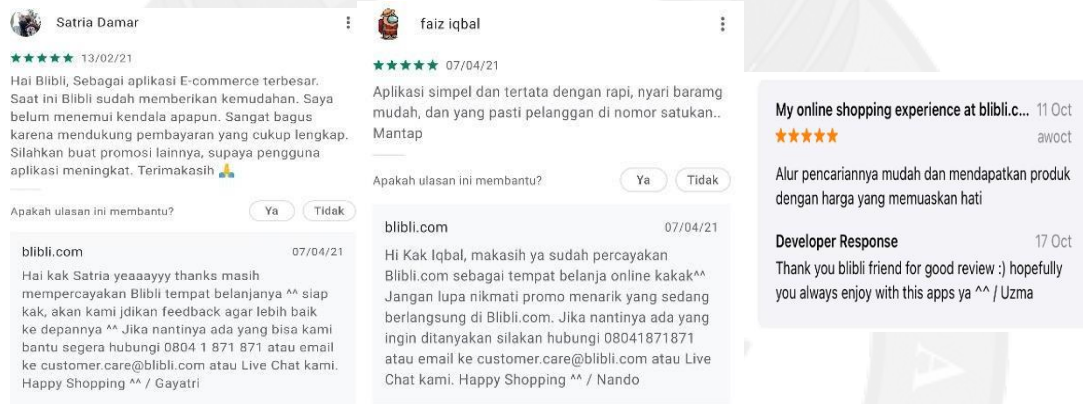 Satria Damar
★★★★★ 13/02/21
Hai Blibli, Sebagai aplikasi E-commerce terbesar.
Saat ini Blibli sudah memberikan kemudahan. Saya
belum menemui kendala apapun. Sangat bagus
karena mendukung pembayaran yang cukup lengkap.
Silahkan buat promosi lainnya, supaya pengguna
aplikasi meningkat. Terimakasih 🙏
Apakah ulasan ini membantu?
Ya
Tidak
blibli.com
07/04/21
Hai kak Satria yeaaayyy thanks masih
mempercayakan Blibli tempat belanjanya ^^ siap
kak, akan kami jdikan feedback agar lebih baik
ke depannya ^^ Jika nantinya ada yang bisa kami
bantu segera hubungi 0804 1 871 871 atau email
ke customer.care@blibli.com atau Live Chat kami.
Happy Shopping ^^ / Gayatri
faiz iqbal
★★★★★ 07/04/21
Aplikasi simpel dan tertata dengan rapi, nyari baramg
mudah, dan yang pasti pelanggan di nomor satukan..
Mantap
Apakah ulasan ini membantu?
Ya
Tidak
blibli.com
07/04/21
Hi Kak Iqbal, makasih ya sudah percayakan
Blibli.com sebagai tempat belanja online kakak^^
Jangan lupa nikmati promo menarik yang sedang
berlangsung di Blibli.com. Jika nantinya ada yang
ingin ditanyakan silakan hubungi 08041871871
atau email ke customer.care@blibli.com atau Live
Chat kami. Happy Shopping ^^ / Nando
My online shopping experience at blibli.c... 11 Oct
★★★★★ awoct
Alur pencariannya mudah dan mendapatkan produk
dengan harga yang memuaskan hati
Developer Response 17 Oct
Thank you blibli friend for good review :) hopefully
you always enjoy with this apps ya ^^ / Uzma